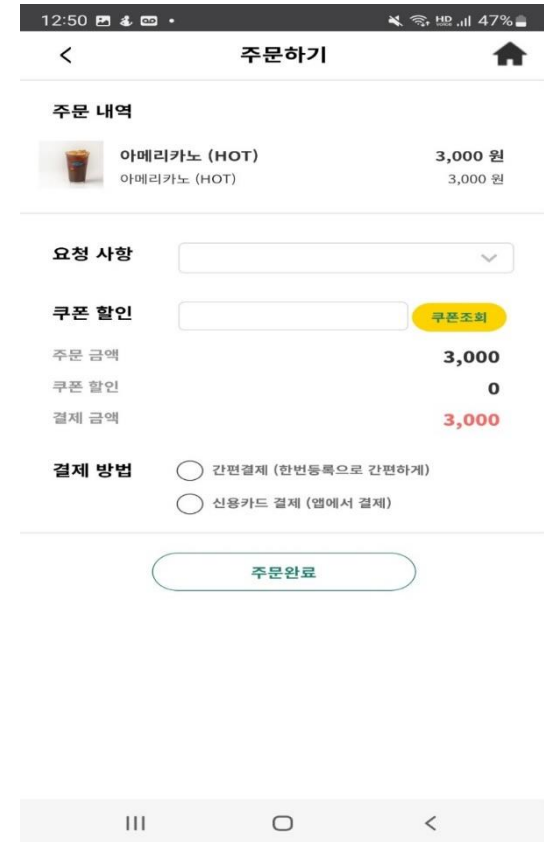 12:50 HD VOICE 47%
주문하기
주문 내역
아메리카노 (HOT) 3,000 원
아메리카노 (HOT) 3,000 원
요청 사항
쿠폰 할인 쿠폰조회
주문 금액 3,000
쿠폰 할인 0
결제 금액 3,000
결제 방법 간편결제 (한번등록으로 간편하게)
신용카드 결제 (앱에서 결제)
주문완료